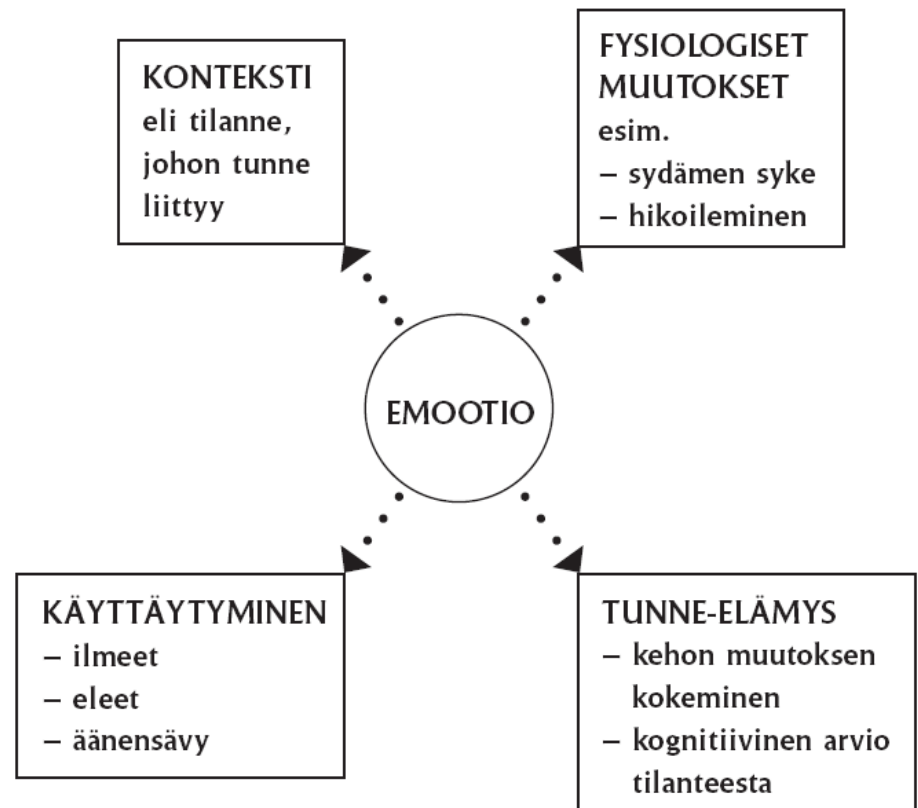 KONTEKSTI
eli tilanne,
johon tunne
liittyy
FYSIOLOGISET
MUUTOKSET
esim.
– sydämen syke
– hikoileminen
EMOOTIO
KÄYTTÄYTYMINEN
– ilmeet
– eleet
– äänensävy
TUNNE-ELÄMYS
– kehon muutoksen
kokeminen
– kognitiivinen arvio
tilanteesta